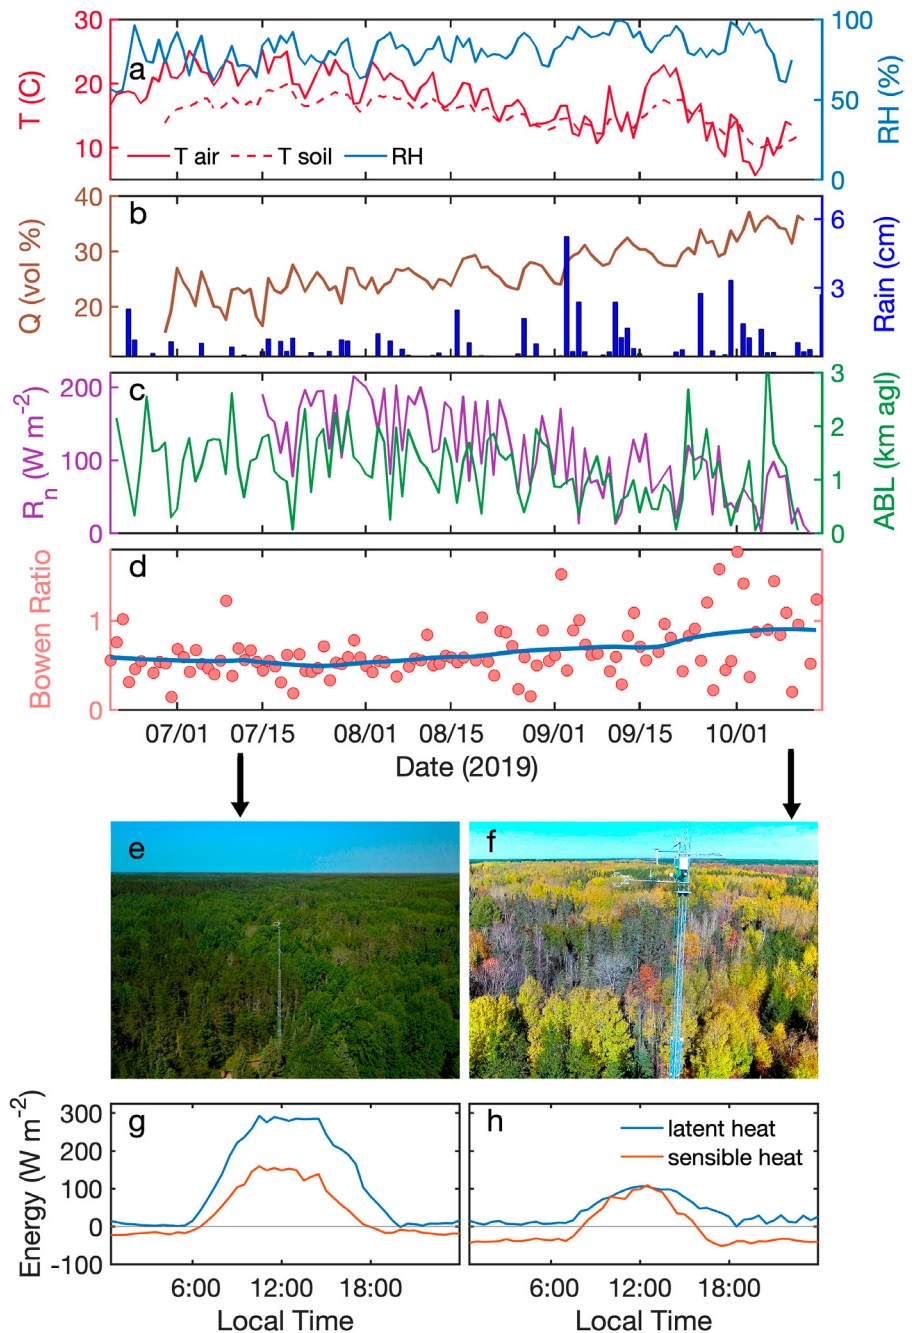 30
20
10
T (C)
a
T air
T soil
RH
100
50
0
RH (%)
40
30
20
Q (vol %)
b
6
3
Rain (cm)
200
100
0
Rn (W m-2)
c
3
2
1
0
ABL (km agl)
1
0
Bowen Ratio
d
07/01 07/15 08/01 08/15 09/01 09/15 10/01
Date (2019)
e
f
300
200
100
0
-100
Energy (W m-2)
g
h
latent heat
sensible heat
6:00 12:00 18:00
6:00 12:00 18:00
Local Time
Local Time